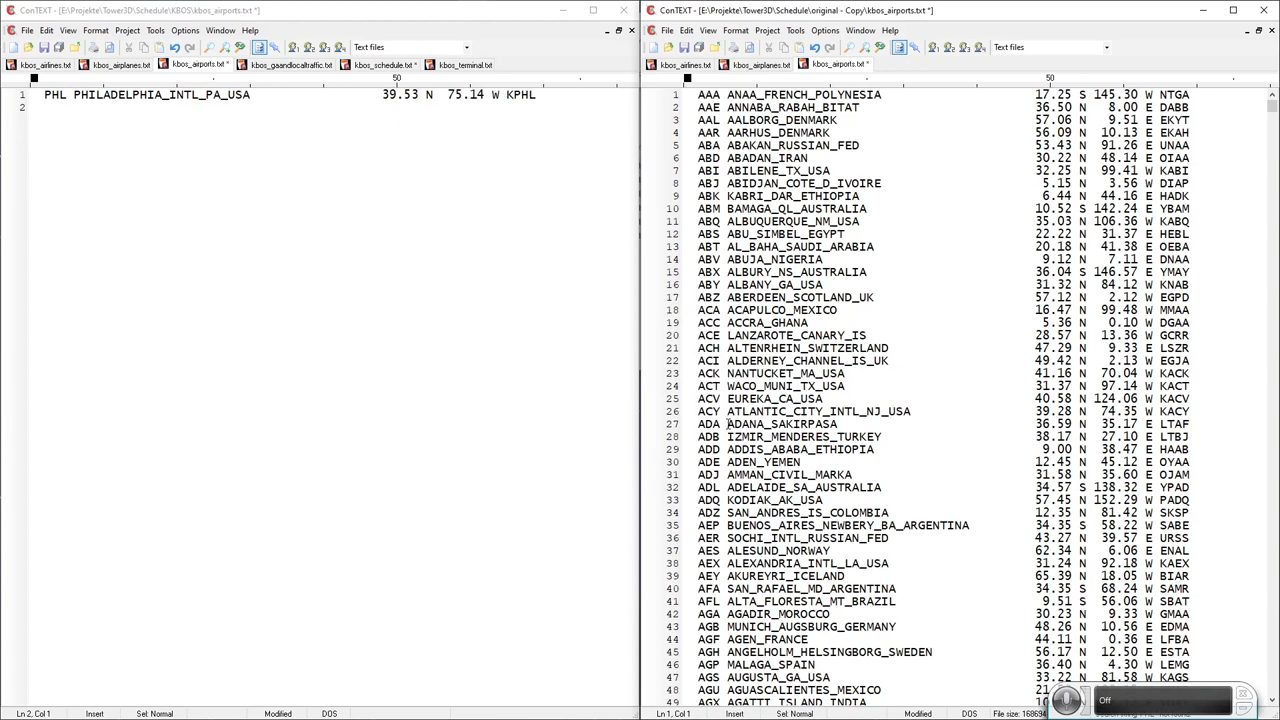 ConTEXT - [E:\Projekte\Tower3D\Schedule\KBOS\kbos_airports.txt *]
File Edit View Format Project Tools Options Window Help
Text files
kbos_airlines.txt kbos_airplanes.txt kbos_airports.txt * kbos_gaandlocaltraffic.txt kbos_schedule.txt * kbos_terminal.txt
50
1 PHL PHILADELPHIA_INTL_PA_USA 39.53 N 75.14 W KPHL
2
Ln 2, Col 1 Insert Sel: Normal Modified DOS
ConTEXT - [E:\Projekte\Tower3D\Schedule\original - Copy\kbos_airports.txt *]
File Edit View Format Project Tools Options Window Help
Text files
kbos_airlines.txt kbos_airplanes.txt kbos_airports.txt *
50
1 AAA ANAA_FRENCH_POLYNESIA 17.25 S 145.30 W NTGA
2 AAE ANNABA_RABAH_BITAT 36.50 N 8.00 E DABB
3 AAL AALBORG_DENMARK 57.06 N 9.51 E EKYT
4 AAR AARHUS_DENMARK 56.09 N 10.13 E EKAH
5 ABA ABAKAN_RUSSIAN_FED 53.43 N 91.26 E UNAA
6 ABD ABADAN_IRAN 30.22 N 48.14 E OIAA
7 ABI ABILENE_TX_USA 32.25 N 99.41 W KABI
8 ABJ ABIDJAN_COTE_D_IVOIRE 5.15 N 3.56 W DIAP
9 ABK KABRI_DAR_ETHIOPIA 6.44 N 44.16 E HADK
10 ABM BAMAGA_QL_AUSTRALIA 10.52 S 142.24 E YBAM
11 ABQ ALBUQUERQUE_NM_USA 35.03 N 106.36 W KABQ
12 ABS ABU_SIMBEL_EGYPT 22.22 N 31.37 E HEBL
13 ABT AL_BAHA_SAUDI_ARABIA 20.18 N 41.38 E OEBA
14 ABV ABUJA_NIGERIA 9.12 N 7.11 E DNAA
15 ABX ALBURY_NS_AUSTRALIA 36.04 S 146.57 E YMAY
16 ABY ALBANY_GA_USA 31.32 N 84.12 W KNAB
17 ABZ ABERDEEN_SCOTLAND_UK 57.12 N 2.12 W EGPD
18 ACA ACAPULCO_MEXICO 16.47 N 99.48 W MMAA
19 ACC ACCRA_GHANA 5.36 N 0.10 W DGAA
20 ACE LANZAROTE_CANARY_IS 28.57 N 13.36 W GCRR
21 ACH ALTENRHEIN_SWITZERLAND 47.29 N 9.33 E LSZR
22 ACI ALDERNEY_CHANNEL_IS_UK 49.42 N 2.13 W EGJA
23 ACK NANTUCKET_MA_USA 41.16 N 70.04 W KACK
24 ACT WACO_MUNI_TX_USA 31.37 N 97.14 W KACT
25 ACV EUREKA_CA_USA 40.58 N 124.06 W KACV
26 ACY ATLANTIC_CITY_INTL_NJ_USA 39.28 N 74.35 W KACY
27 ADA ADANA_SAKIRPASA 36.59 N 35.17 E LTAF
28 ADB IZMIR_MENDERES_TURKEY 38.17 N 27.10 E LTBJ
29 ADD ADDIS_ABABA_ETHIOPIA 9.00 N 38.47 E HAAB
30 ADE ADEN_YEMEN 12.45 N 45.12 E OYAA
31 ADJ AMMAN_CIVIL_MARKA 31.58 N 35.60 E OJAM
32 ADL ADELAIDE_SA_AUSTRALIA 34.57 S 138.32 E YPAD
33 ADQ KODIAK_AK_USA 57.45 N 152.29 W PADQ
34 ADZ SAN_ANDRES_IS_COLOMBIA 12.35 N 81.42 W SKSP
35 AEP BUENOS_AIRES_NEWBERY_BA_ARGENTINA 34.35 S 58.22 W SABE
36 AER SOCHI_INTL_RUSSIAN_FED 43.27 N 39.57 E URSS
37 AES ALESUND_NORWAY 62.34 N 6.06 E ENAL
38 AEX ALEXANDRIA_INTL_LA_USA 31.24 N 92.18 W KAEX
39 AEY AKUREYRI_ICELAND 65.39 N 18.05 W BIAR
40 AFA SAN_RAFAEL_MD_ARGENTINA 34.35 S 68.24 W SAMR
41 AFL ALTA_FLORESTA_MT_BRAZIL 9.51 S 56.06 W SBAT
42 AGA AGADIR_MOROCCO 30.23 N 9.33 W GMAA
43 AGB MUNICH_AUGSBURG_GERMANY 48.26 N 10.56 E EDMA
44 AGF AGEN_FRANCE 44.11 N 0.36 E LFBA
45 AGH ANGELHOLM_HELSINGBORG_SWEDEN 56.17 N 12.50 E ESTA
46 AGP MALAGA_SPAIN 36.40 N 4.30 W LEMG
47 AGS AUGUSTA_GA_USA 33.22 N 81.58 W KAGS
48 AGU AGUASCALIENTES_MEXICO 21.
49 AGX AGATTI_ISLAND_INDIA
Off
Ln 1, Col 1 Insert Sel: Normal Modified DOS File size: 168694